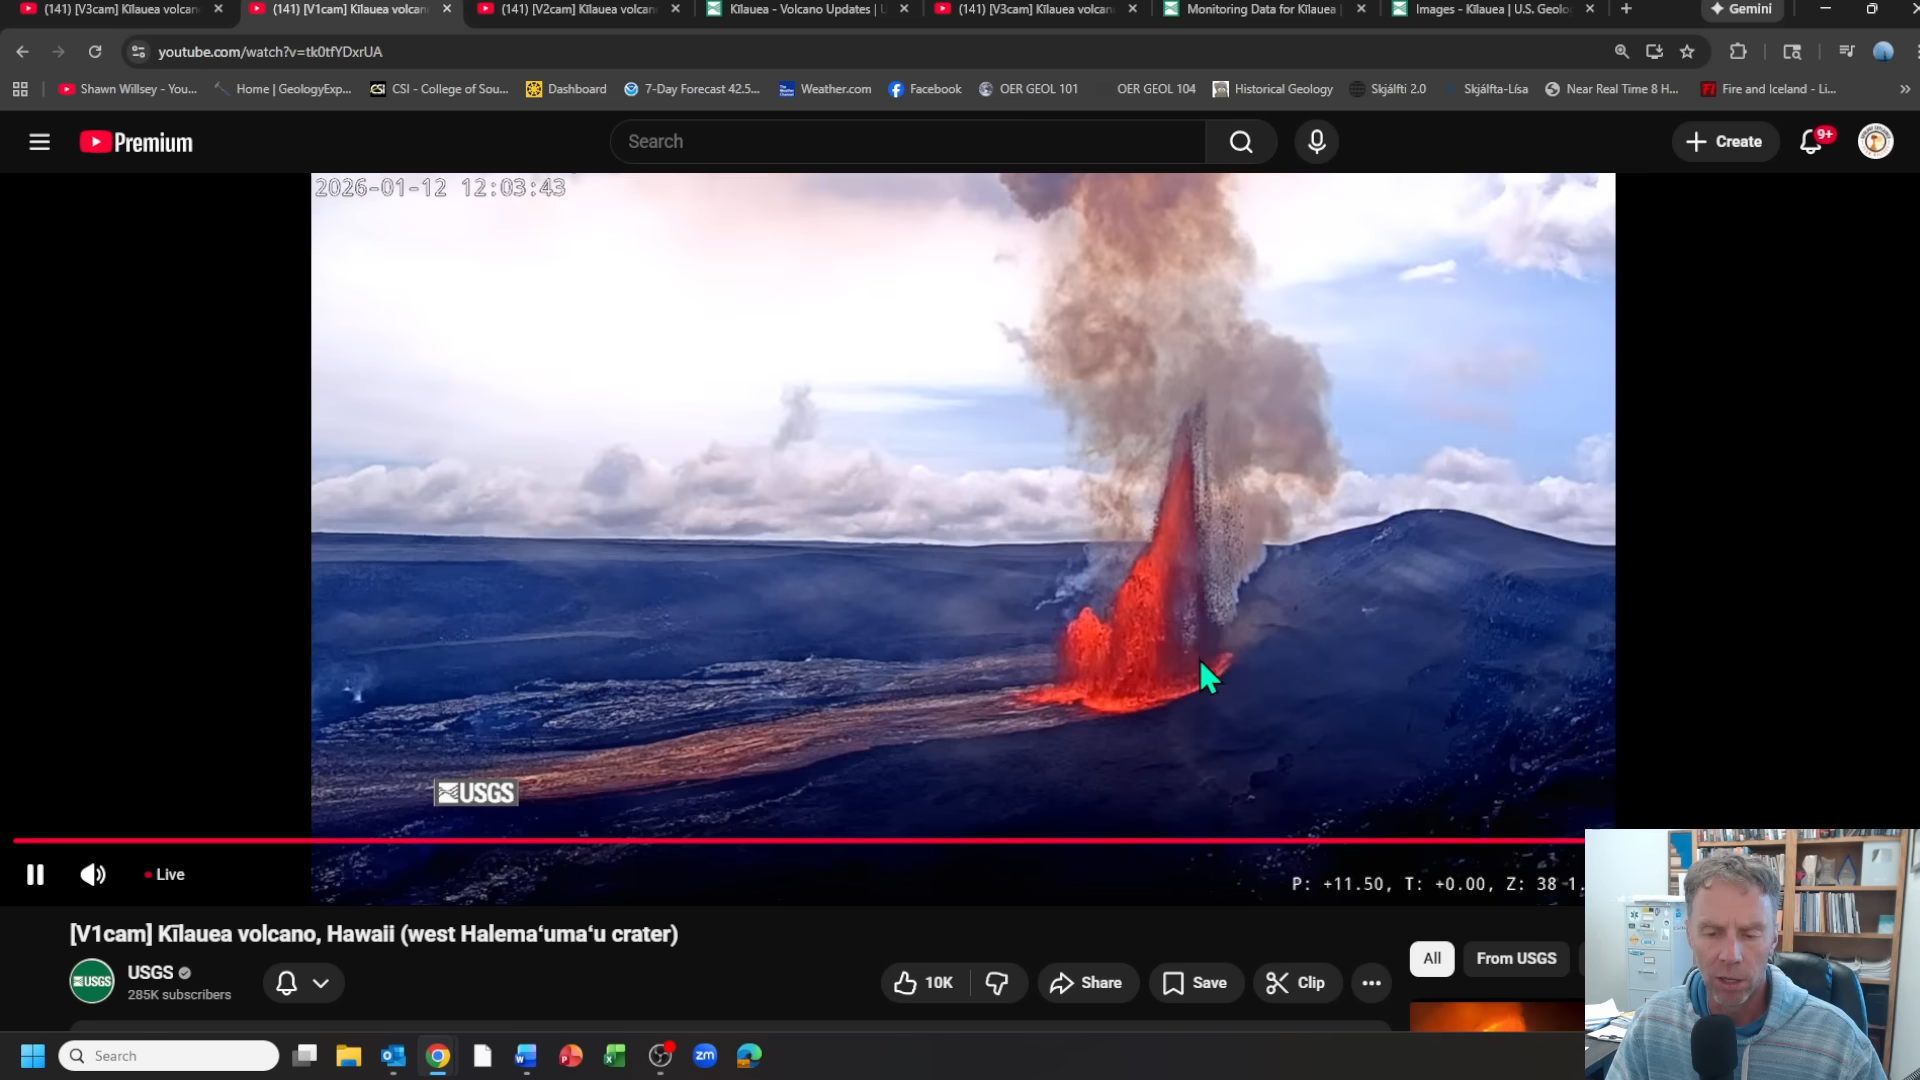 (141) [V3cam] Kīlauea volcan
(141) [V1cam] Kīlauea volcan
(141) [V2cam] Kīlauea volcan
Kīlauea - Volcano Updates | U
(141) [V3cam] Kīlauea volcan
Monitoring Data for Kīlauea |
Images - Kīlauea | U.S. Geolo
Gemini
youtube.com/watch?v=tk0tfYDxrUA
Shawn Willsey - You...
Home | GeologyExp...
CSI
CSI - College of Sou...
Dashboard
7-Day Forecast 42.5...
Weather.com
Facebook
OER GEOL 101
OER GEOL 104
Historical Geology
Skjálfti 2.0
Skjálfta-Lísa
Near Real Time 8 H...
Fire and Iceland - Li...
Premium
Search
Create
9+
2026-01-12 12:03:43
USGS
Live
P: +11.50, T: +0.00, Z: 38 1.
[V1cam] Kīlauea volcano, Hawaii (west Halemaʻumaʻu crater)
USGS
USGS
285K subscribers
10K
Share
Save
Clip
All
From USGS
Search
zm